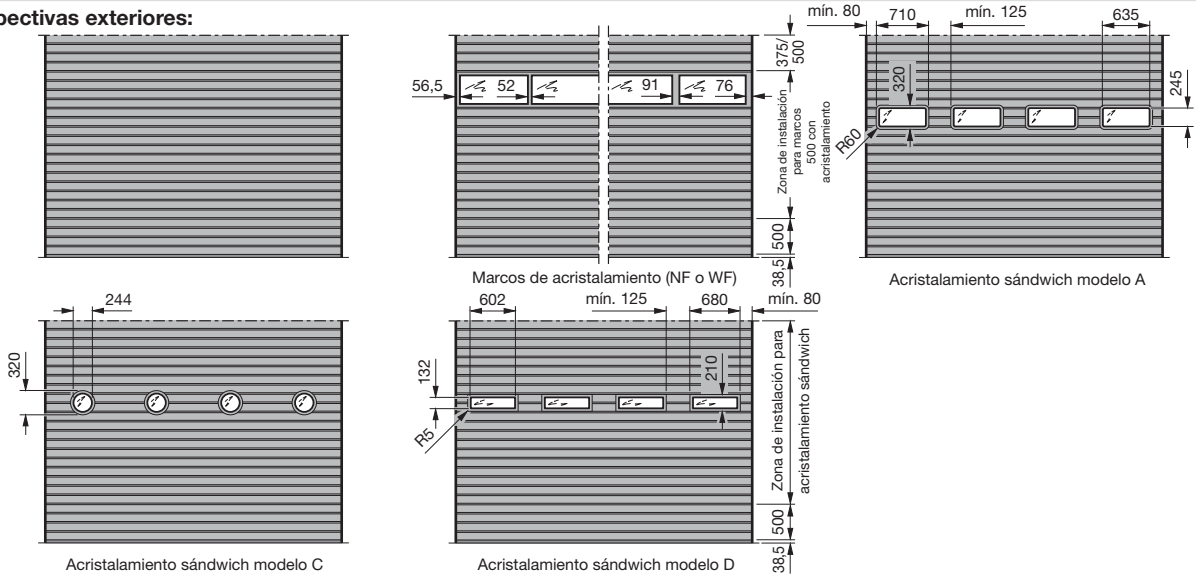 pectivas exteriores:
56,5
52
91
76
375/
500
Zona de instalación
para marcos
500 con
acristalamiento
500
38,5
Marcos de acristalamiento (NF o WF)
mín. 80
710
mín. 125
635
320
245
R60
Acristalamiento sándwich modelo A
244
320
Acristalamiento sándwich modelo C
602
mín. 125
680
mín. 80
132
210
R5
Zona de instalación para
acristalamiento sándwich
500
38,5
Acristalamiento sándwich modelo D